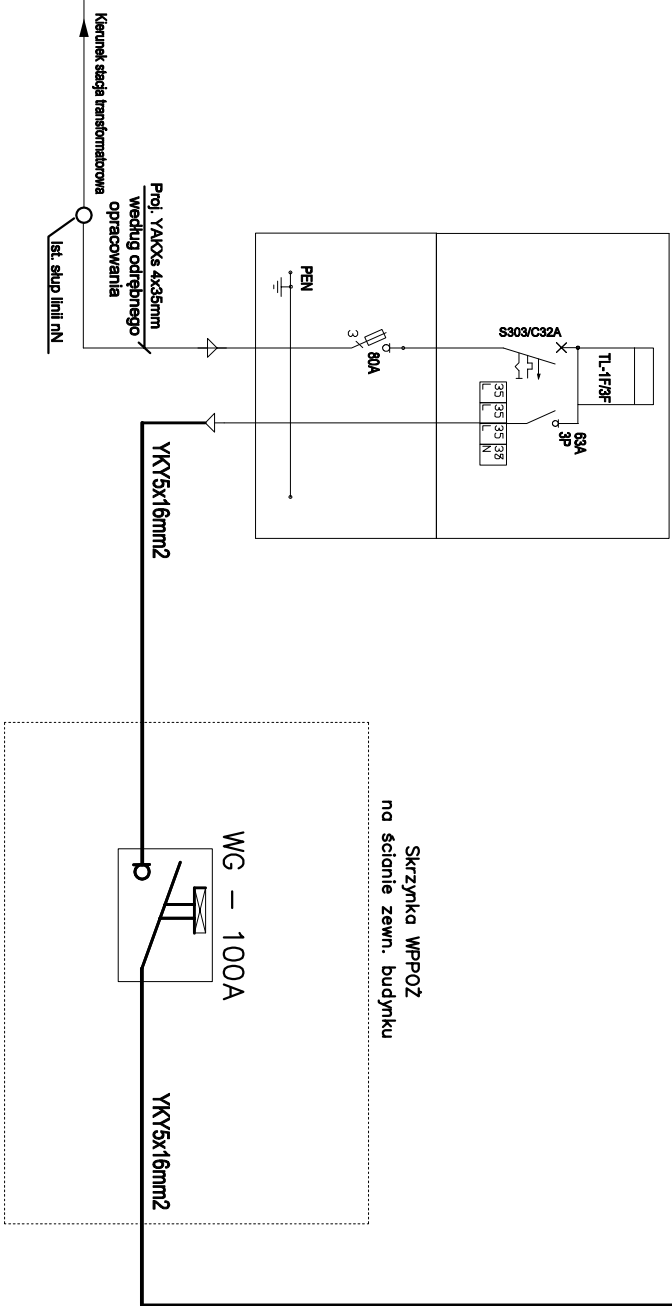 Kierunek stacja transformatorowa
Ist. słup linii nN
Proj. YAKXs 4x35mm
według odrębnego
opracowania
PEN
3
80A
S303/C32A
TL-1F/3F
63A
3P
35 35 35 35
L L L N
YKY5x16mm2
Skrzynka WPPOŻ
na ścianie zewn. budynku
WG – 100A
YKY5x16mm2